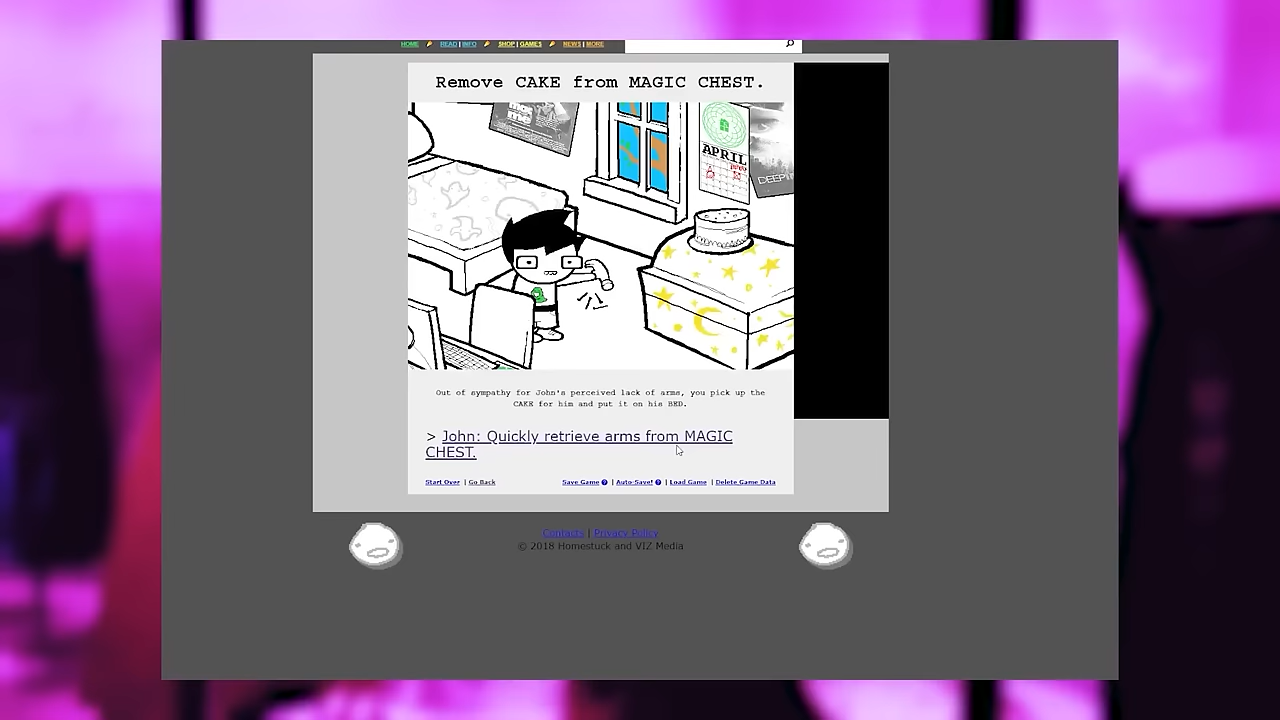 HOME READ | INFO SHOP | GAMES NEWS | MORE
Remove CAKE from MAGIC CHEST.
APRIL
DEEP I
Out of sympathy for John's perceived lack of arms, you pick up the
CAKE for him and put it on his BED.
> John: Quickly retrieve arms from MAGIC
CHEST.
Start Over | Go Back Save Game ? | Auto-Save! ? | Load Game | Delete Game Data
Contacts | Privacy Policy
© 2018 Homestuck and VIZ Media